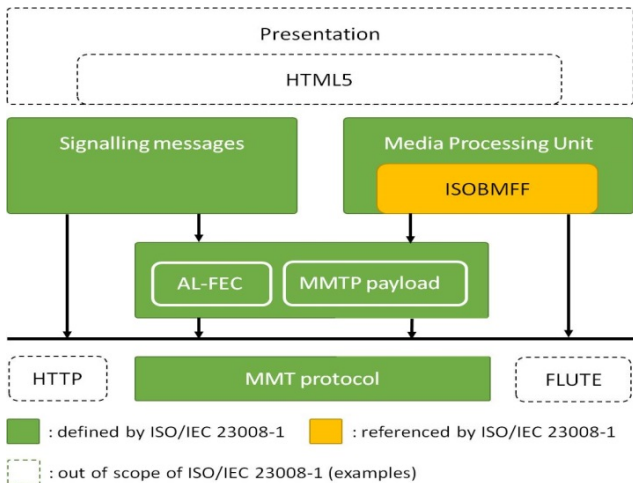 Presentation
HTML5
Signalling messages
Media Processing Unit
ISOBMFF
AL-FEC
MMTP payload
HTTP
MMT protocol
FLUTE
: defined by ISO/IEC 23008-1
: referenced by ISO/IEC 23008-1
: out of scope of ISO/IEC 23008-1 (examples)